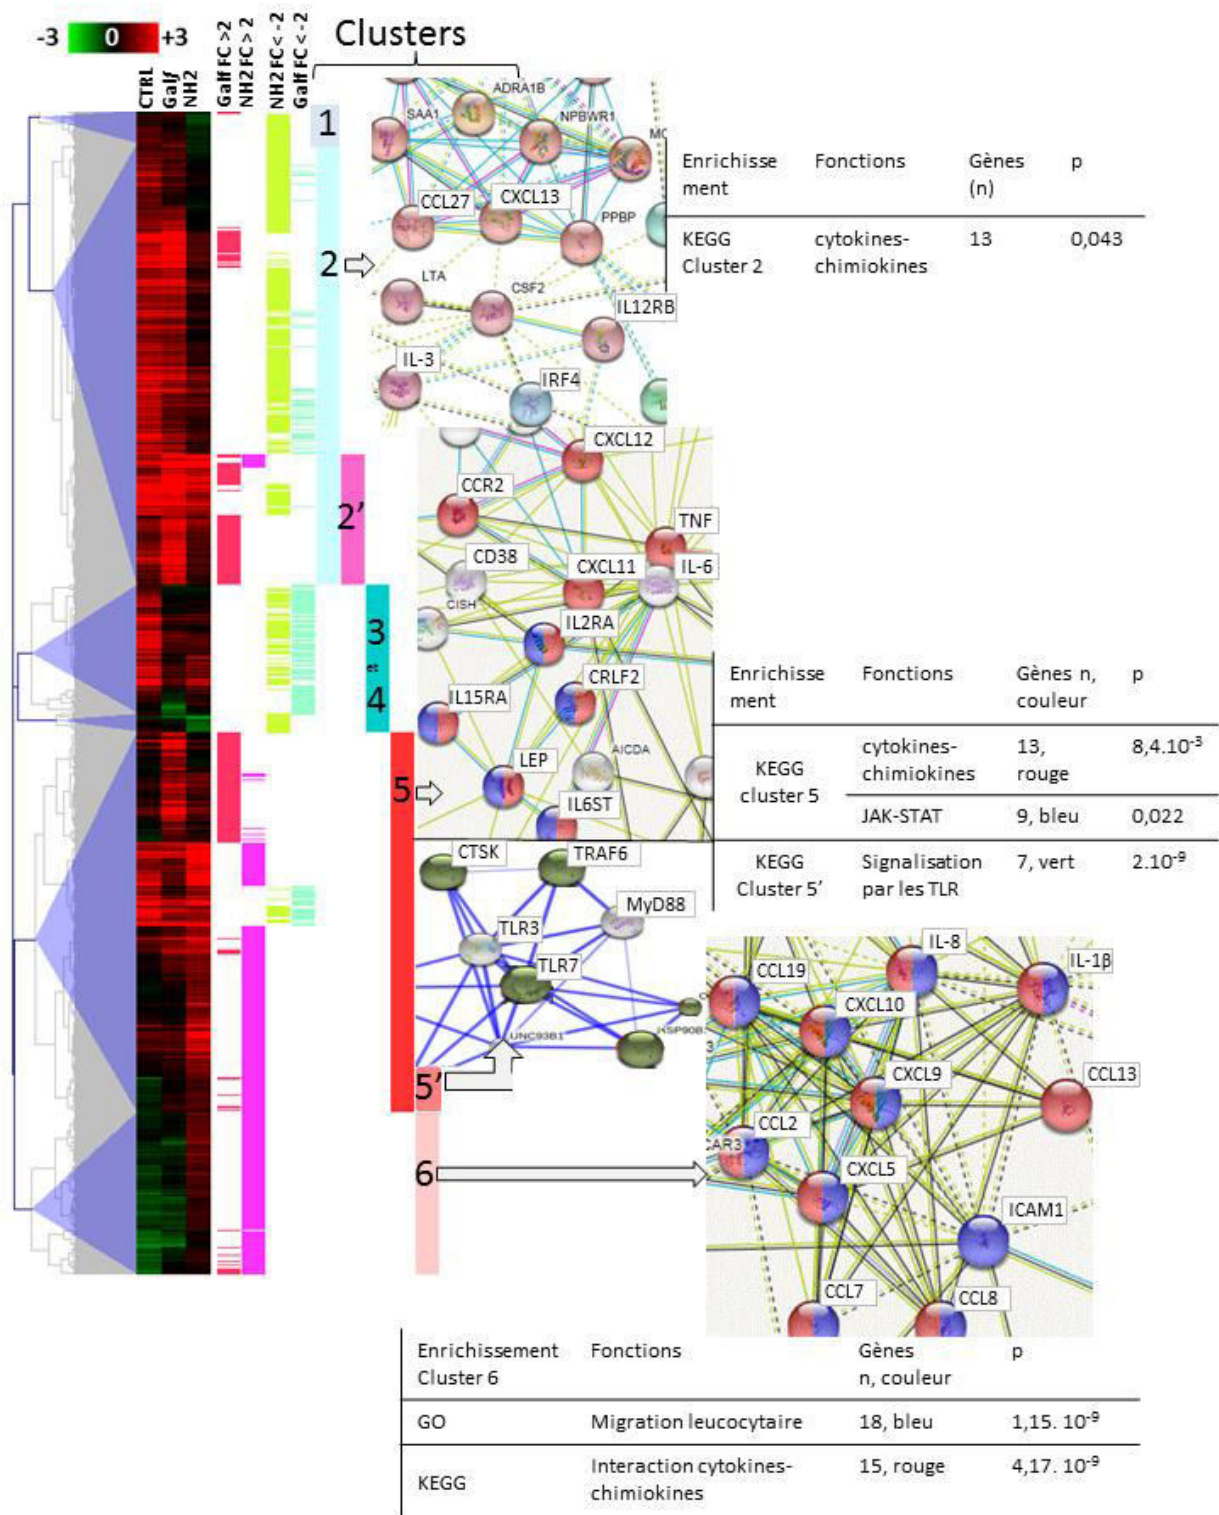 -3 0 +3
Clusters
CTRL
Galf
NH2
Galf FC >2
NH2 FC > 2
NH2 FC < -2
Galf FC < -2
1
2
2'
3
et
4
5
5'
6
ADRA1B
SAA1
NPBWR1
CCL27
CXCL13
PPBP
LTA
CSF2
IL12RB
IL-3
IRF4
Enrichisse Fonctions Gènes p
ment (n)
KEGG cytokines- 13 0,043
Cluster 2 chimiokines
CXCL12
CCR2
TNF
CD38
CXCL11
IL-6
CISH
IL2RA
CRLF2
IL15RA
AICDA
LEP
IL6ST
Enrichisse Fonctions Gènes n, p
ment couleur
cytokines- 13, 8,4.10-3
chimiokines rouge
KEGG
cluster 5
JAK-STAT 9, bleu 0,022
KEGG Signalisation 7, vert 2.10-9
Cluster 5' par les TLR
CTSK
TRAF6
MyD88
TLR3
TLR7
UNC93B1
HSP90B
IL-8
IL-1β
CCL19
CXCL10
CXCL9
CCL13
CCL2
CAR3
CXCL5
ICAM1
CCL7
CCL8
Enrichissement Fonctions Gènes p
Cluster 6 n, couleur
GO Migration leucocytaire 18, bleu 1,15. 10-9
KEGG Interaction cytokines- 15, rouge 4,17. 10-9
chimiokines